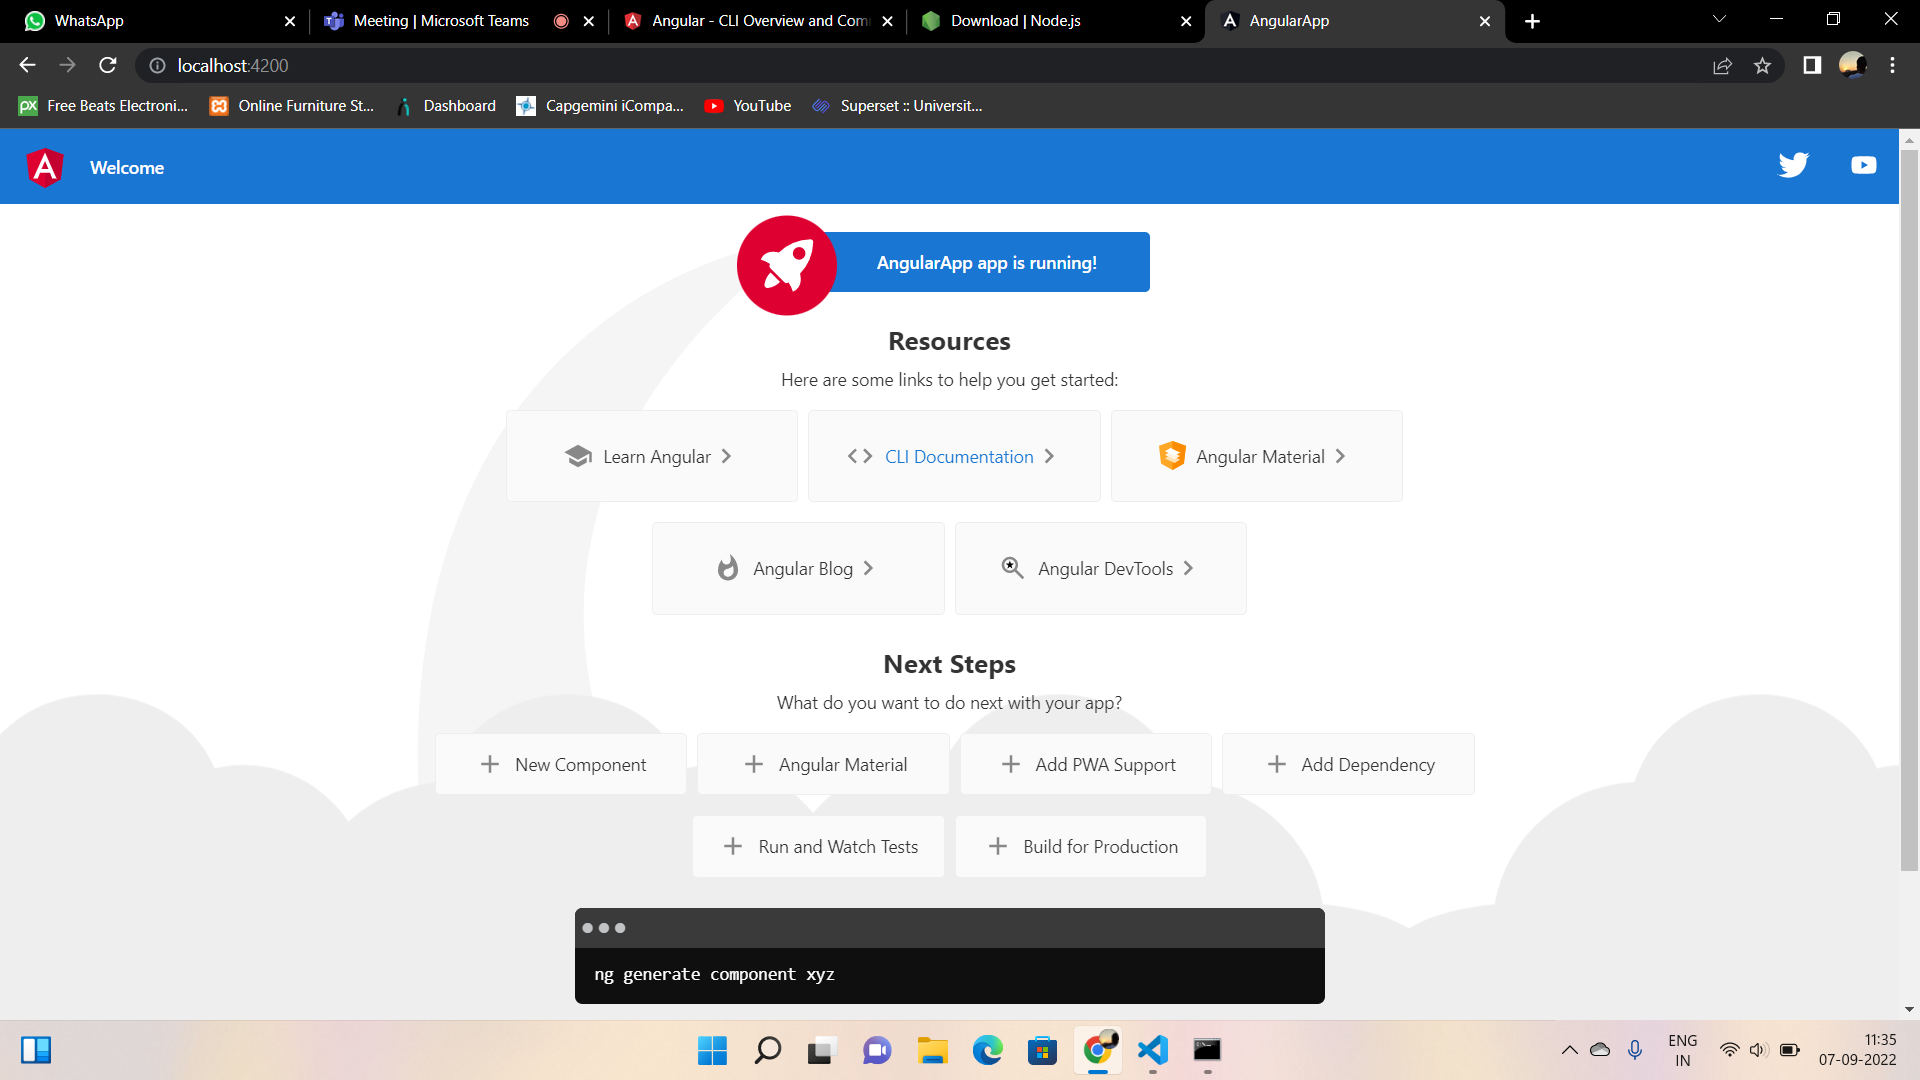 WhatsApp
Meeting | Microsoft Teams
Angular - CLI Overview and Com
Download | Node.js
AngularApp
localhost:4200
Free Beats Electroni...
Online Furniture St...
Dashboard
Capgemini iCompa...
YouTube
Superset :: Universit...
Welcome
AngularApp app is running!
Resources
Here are some links to help you get started:
Learn Angular
CLI Documentation
Angular Material
Angular Blog
Angular DevTools
Next Steps
What do you want to do next with your app?
New Component
Angular Material
Add PWA Support
Add Dependency
Run and Watch Tests
Build for Production
ng generate component xyz
ENG
IN
11:35
07-09-2022